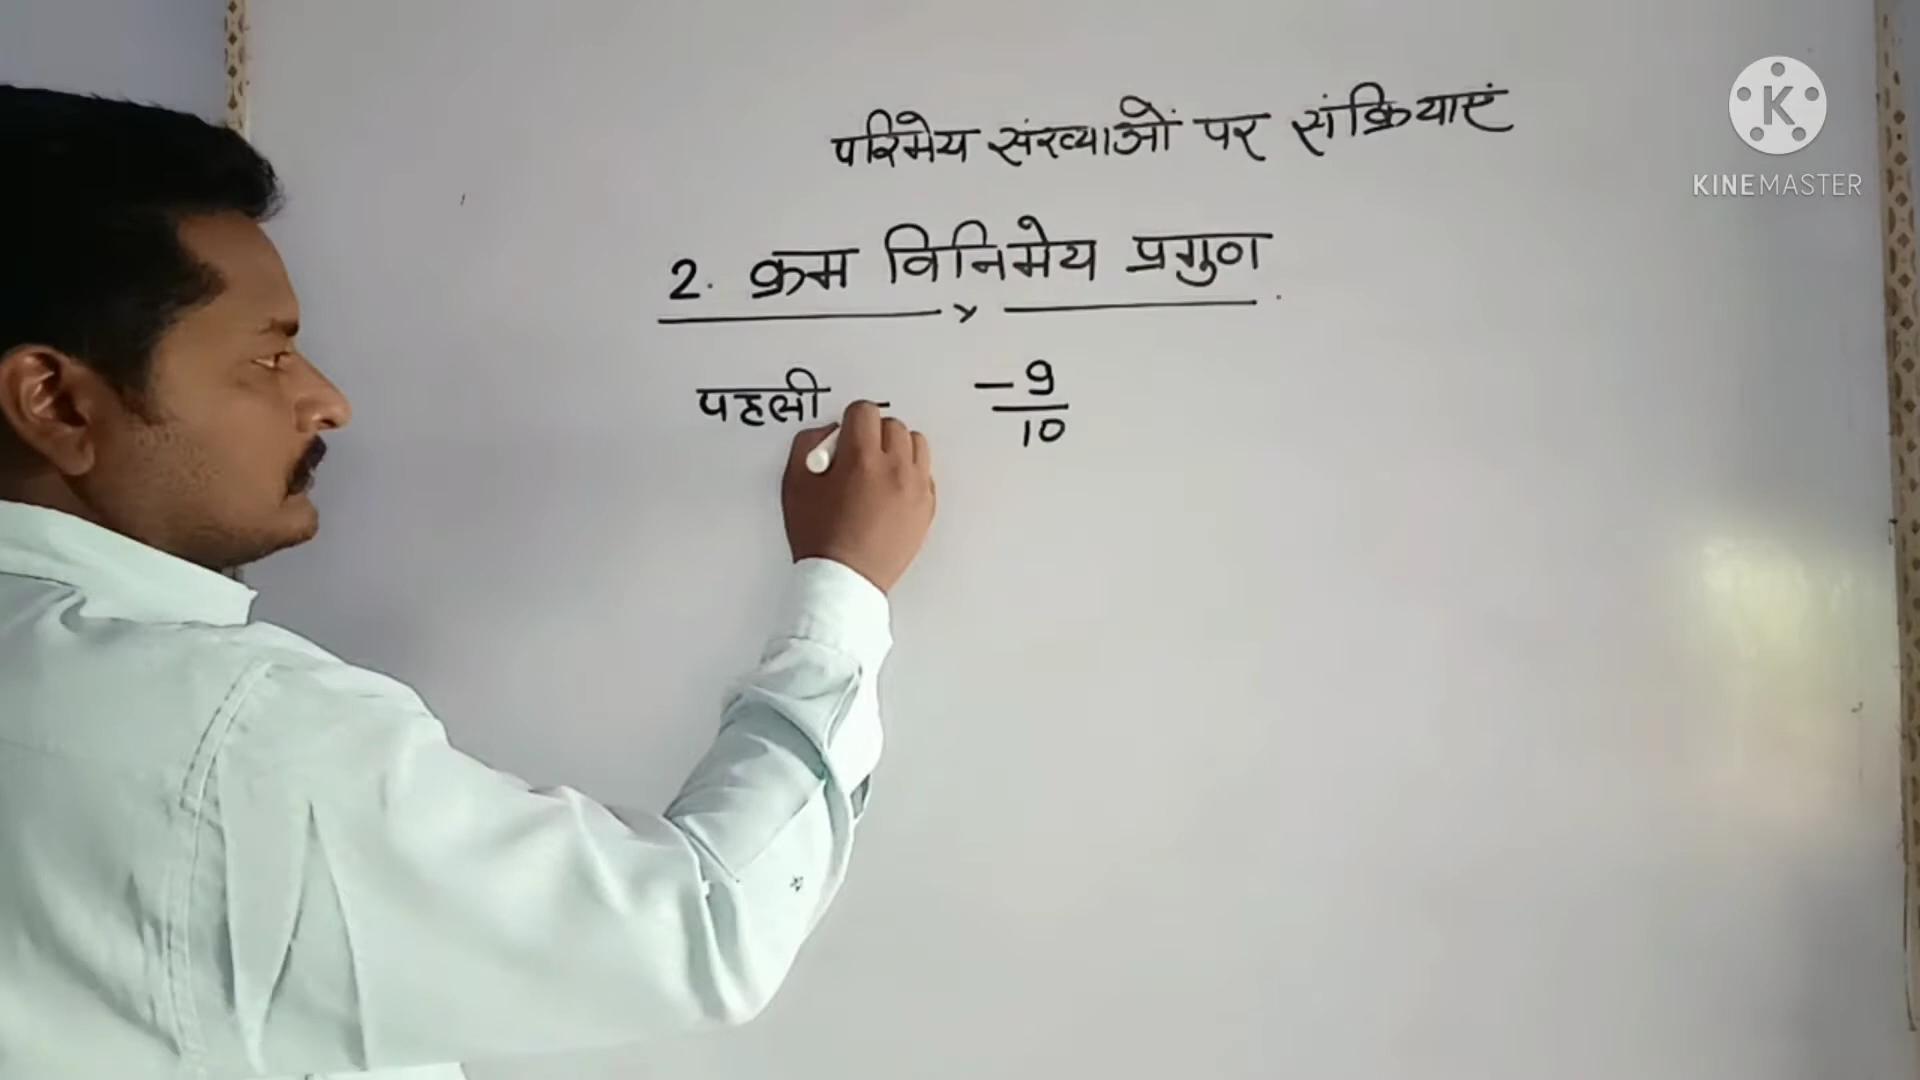 परिमेय संख्याओं पर संक्रियाएं
2. क्रम विनिमेय प्रगुण
पहली - -9/10
K
KINEMASTER